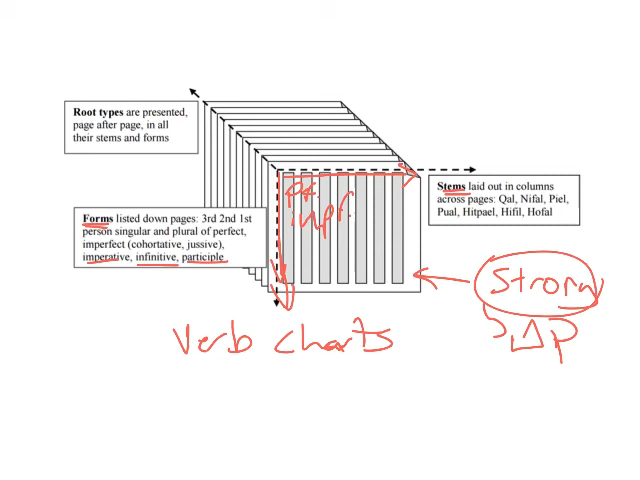 Root types are presented,
page after page, in all
their stems and forms
Stems laid out in columns
across pages: Qal, Nifal, Piel,
Pual, Hitpael, Hifil, Hofal
Forms listed down pages: 3rd 2nd 1st
person singular and plural of perfect,
imperfect (cohortative, jussive),
imperative, infinitive, participle
pf.
impf.
Strong
Verb charts